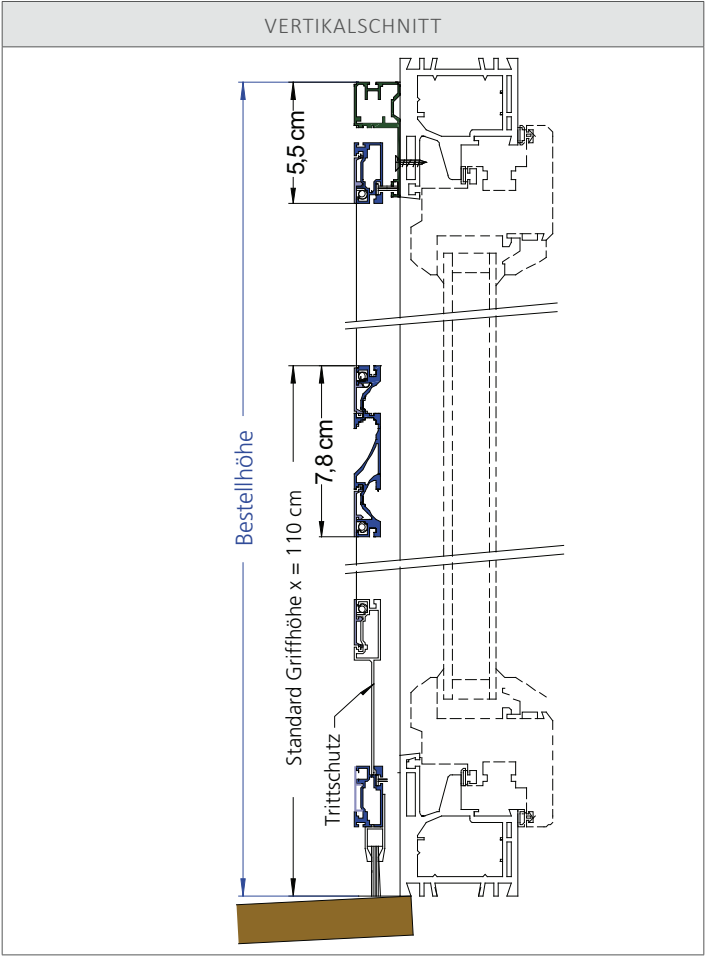 VERTIKALSCHNITT
5,5 cm
Bestellhöhe
Standard Griffhöhe x = 110 cm
7,8 cm
Trittschutz